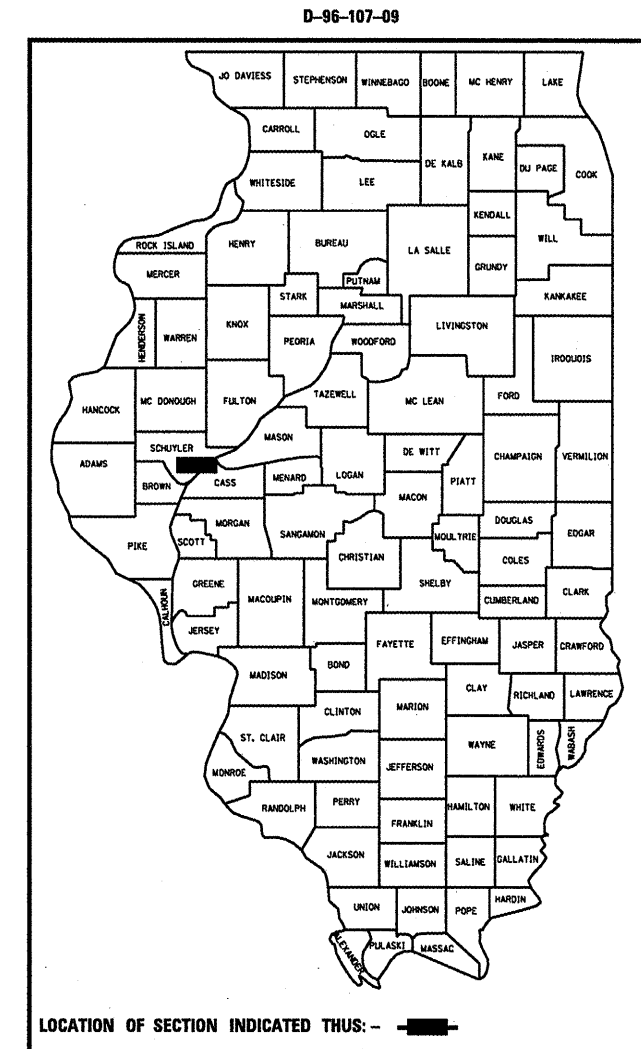 D-96-107-09
JO DAVIESS STEPHENSON WINNEBAGO BOONE MC HENRY LAKE
CARROLL OGLE
DE KALB KANE DU PAGE COOK
WHITESIDE LEE
KENDALL
ROCK ISLAND HENRY BUREAU LA SALLE WILL
MERCER PUTNAM GRUNDY
STARK MARSHALL KANKAKEE
HENDERSON WARREN KNOX PEORIA WOODFORD LIVINGSTON IROQUOIS
HANCOCK MC DONOUGH FULTON TAZEWELL MC LEAN FORD
SCHUYLER MASON
ADAMS DE WITT CHAMPAIGN VERMILION
BROWN CASS MENARD LOGAN PIATT
MACON
PIKE SCOTT MORGAN SANGAMON MOULTRIE DOUGLAS EDGAR
CHRISTIAN COLES
GREENE SHELBY
CALHOUN MACOUPIN MONTGOMERY CUMBERLAND CLARK
JERSEY FAYETTE EFFINGHAM JASPER CRAWFORD
MADISON BOND
CLAY RICHLAND LAWRENCE
CLINTON MARION
ST. CLAIR WAYNE EDWARDS WABASH
MONROE WASHINGTON JEFFERSON
RANDOLPH PERRY HAMILTON WHITE
FRANKLIN
JACKSON WILLIAMSON SALINE GALLATIN
UNION JOHNSON POPE HARDIN
ALEXANDER PULASKI MASSAC
LOCATION OF SECTION INDICATED THUS: -